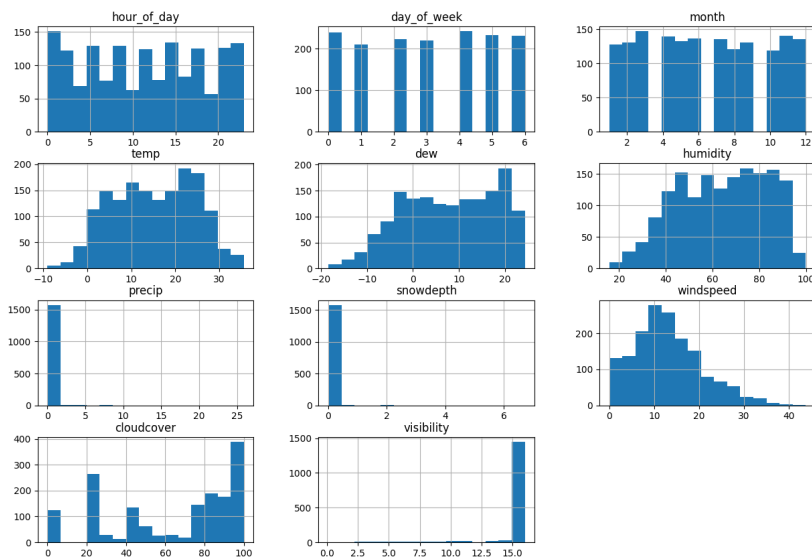 hour_of_day day_of_week month
150 100 50 0
200 100 0
150 100 50 0
0 5 10 15 20
0 1 2 3 4 5 6
2 4 6 8 10 12
temp dew humidity
200 150 100 50 0
200 150 100 50 0
150 100 50 0
−10 0 10 20 30
−20 −10 0 10 20
20 40 60 80 100
precip snowdepth windspeed
1500 1000 500 0
1500 1000 500 0
200 100 0
0 5 10 15 20 25
0 2 4 6
0 10 20 30 40
cloudcover visibility
400 300 200 100 0
1500 1000 500 0
0 20 40 60 80 100
0.0 2.5 5.0 7.5 10.0 12.5 15.0